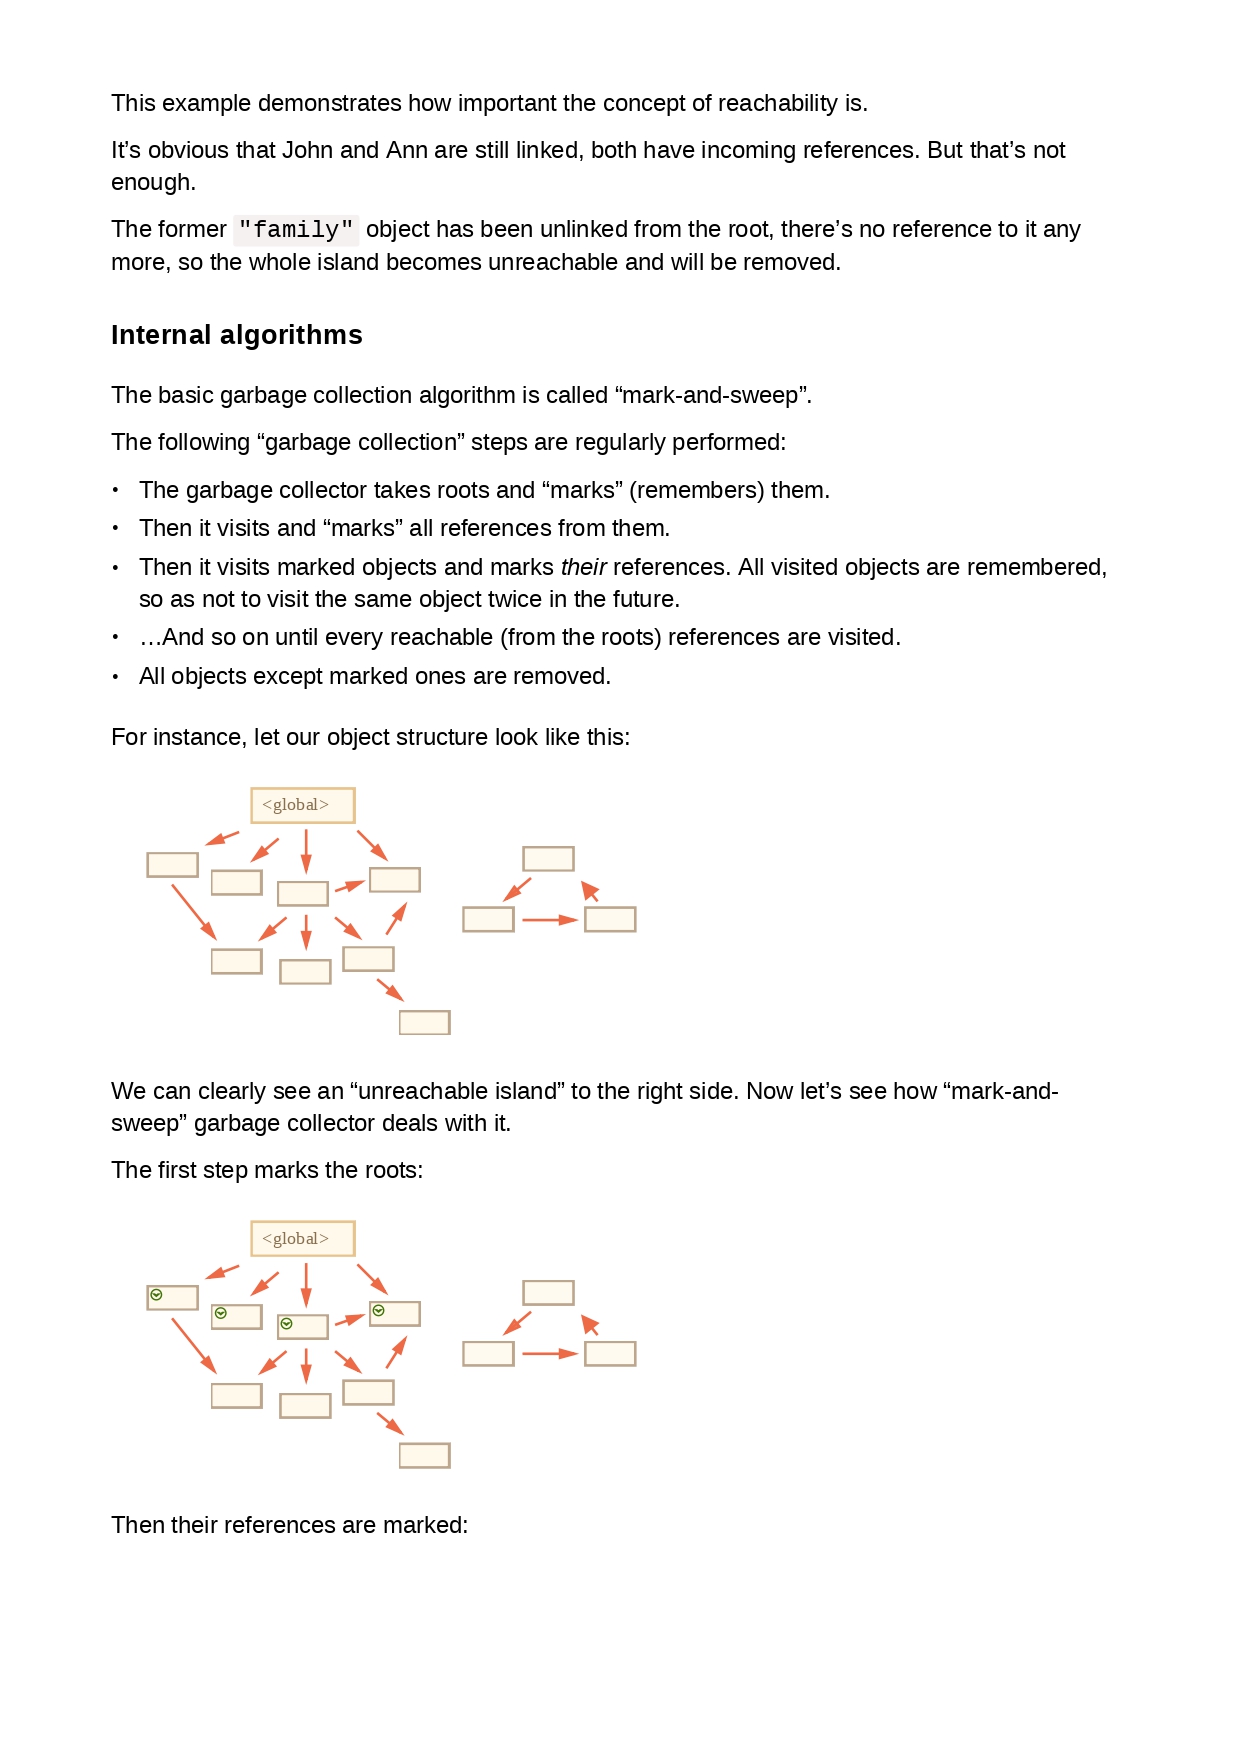 This example demonstrates how important the concept of reachability is.
It’s obvious that John and Ann are still linked, both have incoming references. But that’s not
enough.
The former "family" object has been unlinked from the root, there’s no reference to it any
more, so the whole island becomes unreachable and will be removed.
Internal algorithms
The basic garbage collection algorithm is called “mark-and-sweep”.
The following “garbage collection” steps are regularly performed:
• The garbage collector takes roots and “marks” (remembers) them.
• Then it visits and “marks” all references from them.
• Then it visits marked objects and marks their references. All visited objects are remembered,
so as not to visit the same object twice in the future.
• …And so on until every reachable (from the roots) references are visited.
• All objects except marked ones are removed.
For instance, let our object structure look like this:
<global>
We can clearly see an “unreachable island” to the right side. Now let’s see how “mark-and-
sweep” garbage collector deals with it.
The first step marks the roots:
<global>
Then their references are marked: